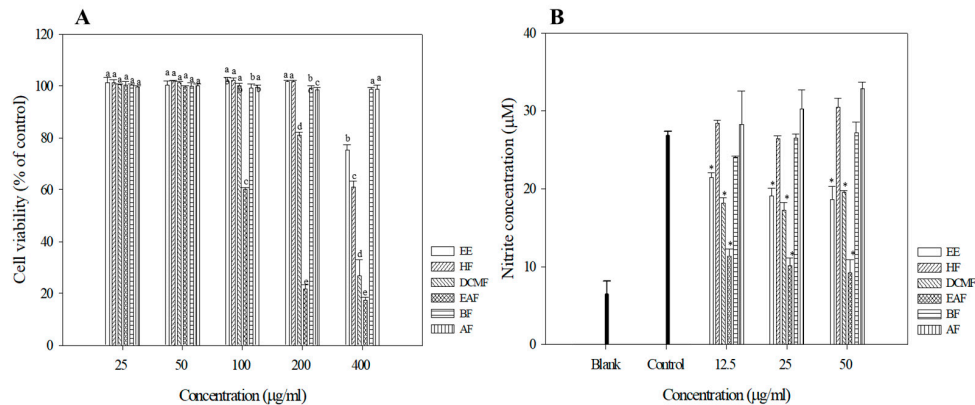 A
120
100
80
60
40
20
0
Cell viability (% of control)
a a a a a a
a a a a a a
a a a b a
b b b
c
a a b
c c
d
e
b
c
d
e
a a
25 50 100 200 400
Concentration (µg/ml)
EE
HF
DCMF
EAF
BF
AF
B
40
30
20
10
0
Nitrite concentration (µM)
* * *
* * *
* * *
Blank Control 12.5 25 50
Concentration (µg/ml)
EE
HF
DCMF
EAF
BF
AF